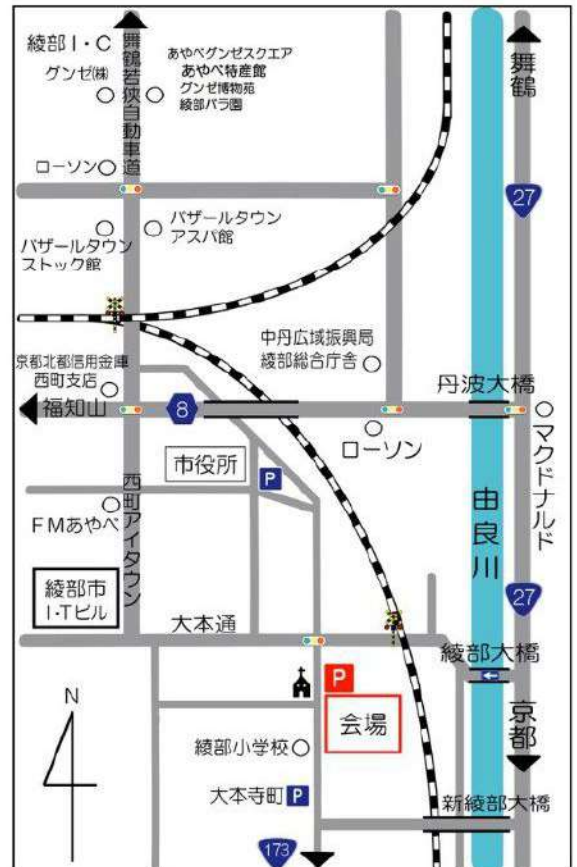 綾部I・C
舞鶴若狭自動車道
グンゼ㈱
あやべグンゼスクエア
あやべ特産館
グンゼ博物苑
綾部バラ園
舞鶴
ローソン
27
バザールタウン
ストック館
バザールタウン
アスパ館
中丹広域振興局
綾部総合庁舎
京都北都信用金庫
西町支店
丹波大橋
福知山
8
ローソン
マクドナルド
市役所
P
西町アイタウン
由良川
FMあやべ
綾部市
I・Tビル
27
大本通
綾部大橋
N
P
会場
京都
綾部小学校
大本寺町
P
新綾部大橋
173